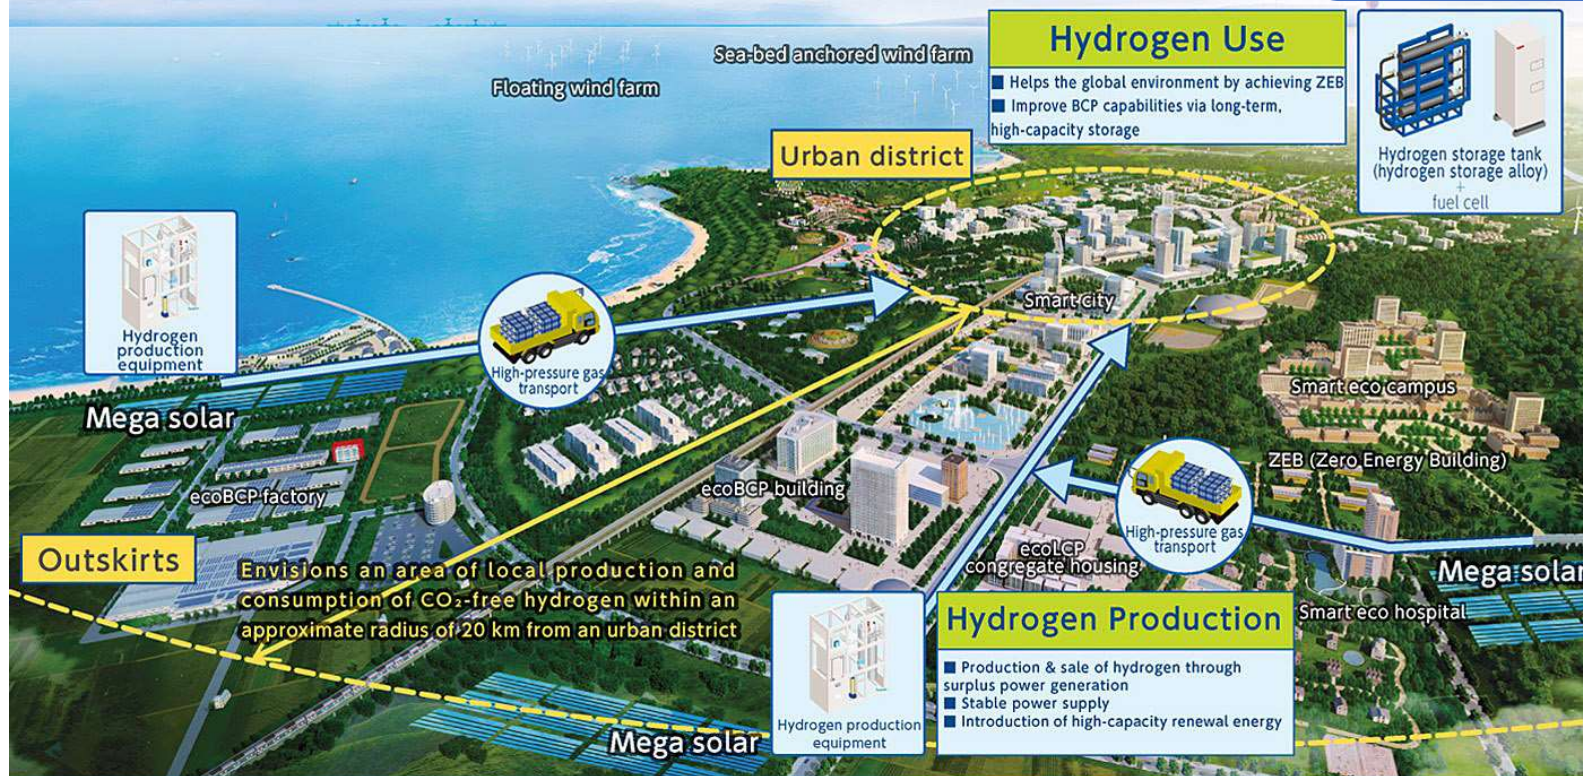 Sea-bed anchored wind farm
Floating wind farm
Hydrogen Use
■ Helps the global environment by achieving ZEB
■ Improve BCP capabilities via long-term,
high-capacity storage
Hydrogen storage tank
(hydrogen storage alloy)
+
fuel cell
Urban district
Hydrogen
production
equipment
High-pressure gas
transport
Smart city
Mega solar
Smart eco campus
ecoBCP factory
ecoBCP building
ZEB (Zero Energy Building)
High-pressure gas
transport
Outskirts
Envisions an area of local production and
consumption of CO₂-free hydrogen within an
approximate radius of 20 km from an urban district
ecoLCP
congregate housing
Mega solar
Smart eco hospital
Hydrogen production
equipment
Hydrogen Production
■ Production & sale of hydrogen through
surplus power generation
■ Stable power supply
■ Introduction of high-capacity renewal energy
Mega solar